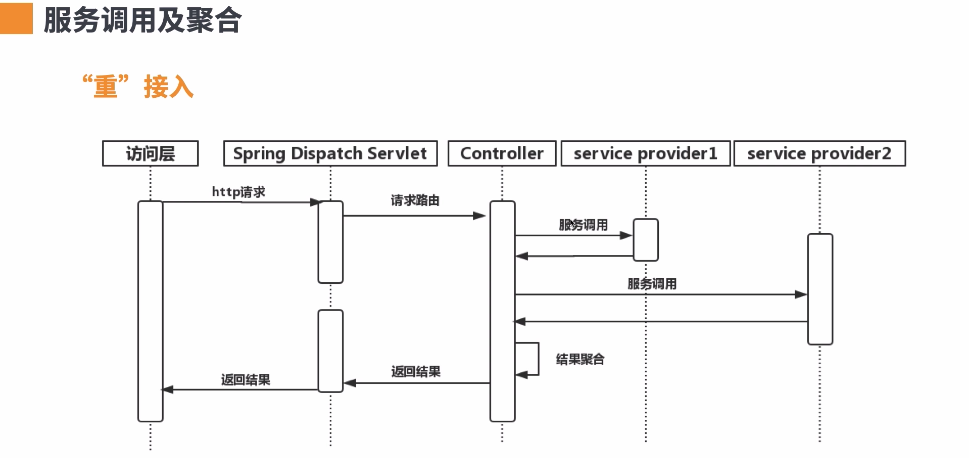 服务调用及聚合
“重”接入
访问层
Spring Dispatch Servlet
Controller
service provider1
service provider2
http请求
请求路由
服务调用
服务调用
结果聚合
返回结果
返回结果